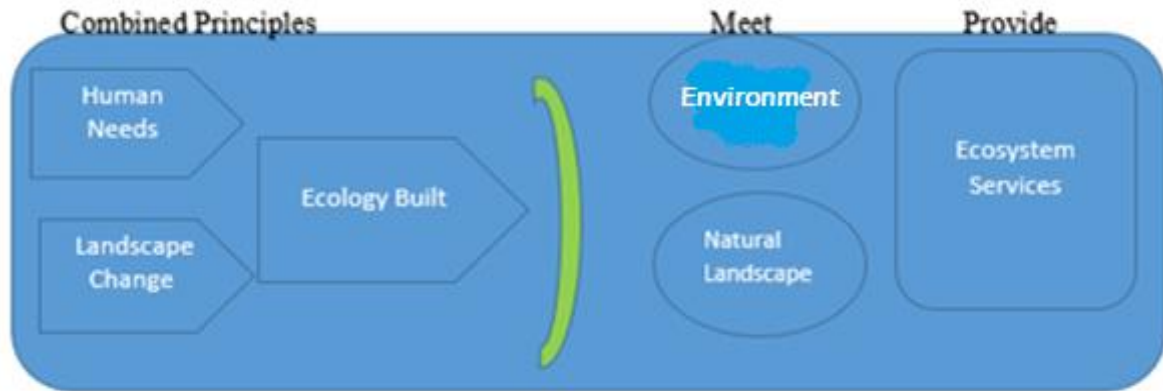 Combined Principles
Meet
Provide
Human
Needs
Landscape
Change
Ecology Built
Environment
Natural
Landscape
Ecosystem
Services